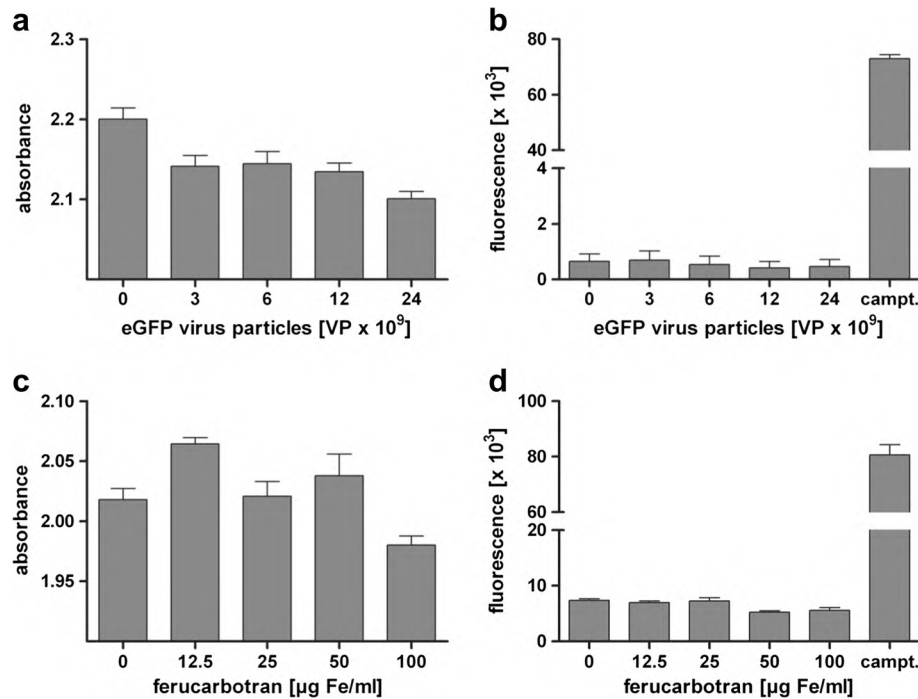 a
2.3
2.2
2.1
absorbance
0 3 6 12 24
eGFP virus particles [VP x 10⁹]
b
80
60
40
4
2
0
fluorescence [x 10³]
0 3 6 12 24 campt.
eGFP virus particles [VP x 10⁹]
c
2.10
2.05
2.00
1.95
absorbance
0 12.5 25 50 100
ferucarbotran [µg Fe/ml]
d
100
80
60
20
10
0
fluorescence [x 10³]
0 12.5 25 50 100 campt.
ferucarbotran [µg Fe/ml]